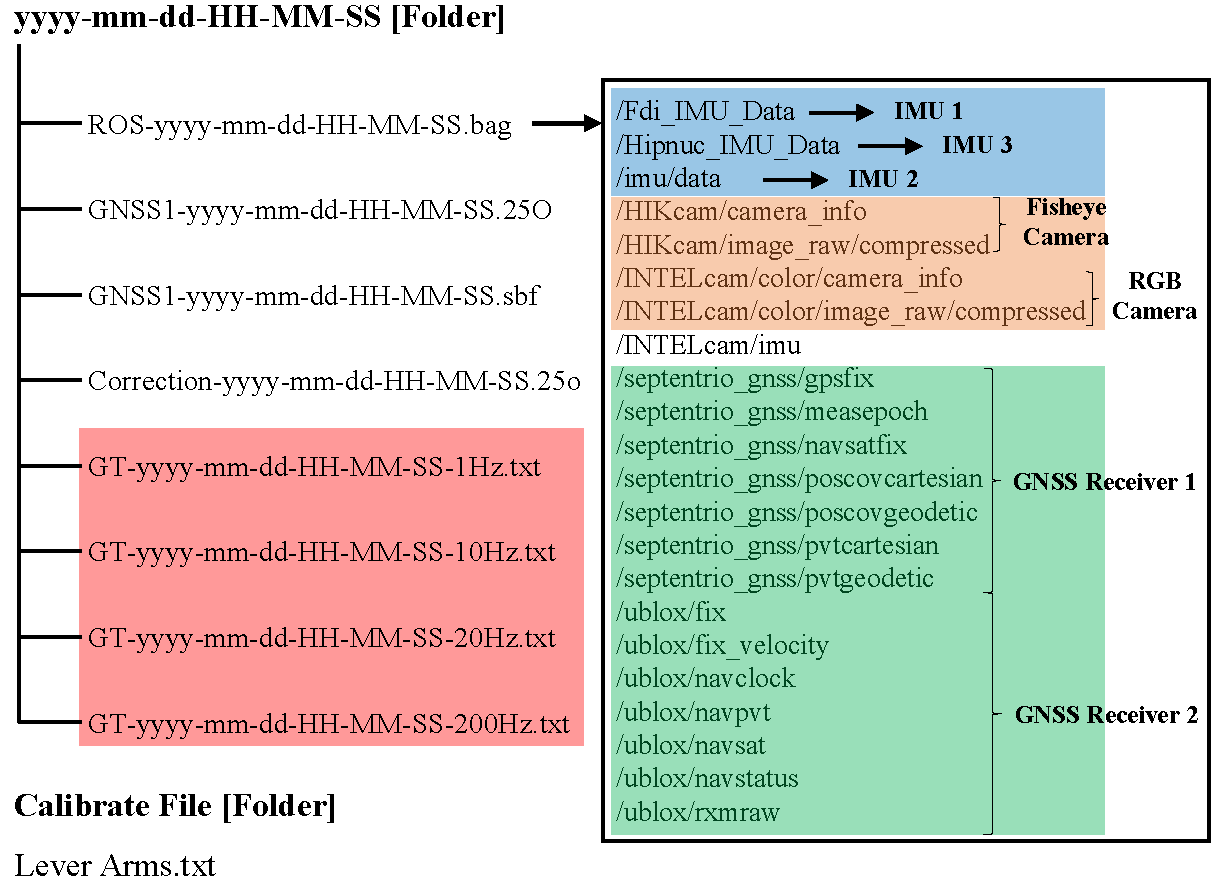 yyyy-mm-dd-HH-MM-SS [Folder]
ROS-yyyy-mm-dd-HH-MM-SS.bag
GNSS1-yyyy-mm-dd-HH-MM-SS.25O
GNSS1-yyyy-mm-dd-HH-MM-SS.sbf
Correction-yyyy-mm-dd-HH-MM-SS.25o
GT-yyyy-mm-dd-HH-MM-SS-1Hz.txt
GT-yyyy-mm-dd-HH-MM-SS-10Hz.txt
GT-yyyy-mm-dd-HH-MM-SS-20Hz.txt
GT-yyyy-mm-dd-HH-MM-SS-200Hz.txt
Calibrate File [Folder]
Lever Arms.txt
/Fdi_IMU_Data IMU 1
/Hipnuc_IMU_Data IMU 3
/imu/data IMU 2
/HIKcam/camera_info
/HIKcam/image_raw/compressed
Fisheye
Camera
/INTELcam/color/camera_info
/INTELcam/color/image_raw/compressed
RGB
Camera
/INTELcam/imu
/septentrio_gnss/gpsfix
/septentrio_gnss/measepoch
/septentrio_gnss/navsatfix
/septentrio_gnss/poscovcartesian
/septentrio_gnss/poscovgeodetic
/septentrio_gnss/pvtcartesian
/septentrio_gnss/pvtgeodetic
GNSS Receiver 1
/ublox/fix
/ublox/fix_velocity
/ublox/navclock
/ublox/navpvt
/ublox/navsat
/ublox/navstatus
/ublox/rxmraw
GNSS Receiver 2